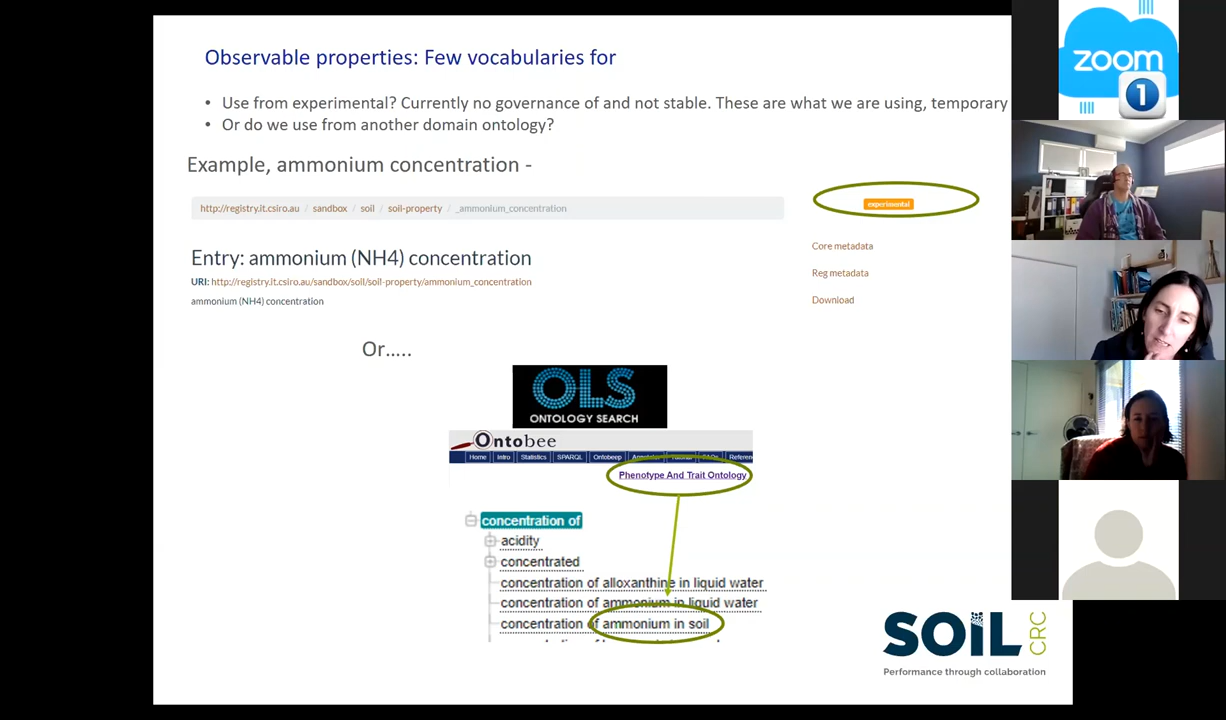 Observable properties: Few vocabularies for
• Use from experimental? Currently no governance of and not stable. These are what we are using, temporary
• Or do we use from another domain ontology?
Example, ammonium concentration -
http://registry.it.csiro.au / sandbox / soil / soil-property / _ammonium_concentration
experimental
Entry: ammonium (NH4) concentration
URI: http://registry.it.csiro.au/sandbox/soil/soil-property/ammonium_concentration
ammonium (NH4) concentration
Core metadata
Reg metadata
Download
Or.....
OLS
ONTOLOGY SEARCH
Ontobee
Home Intro Statistics SPARQL Ontobeep
Phenotype And Trait Ontology
concentration of
acidity
concentrated
concentration of alloxanthine in liquid water
concentration of ammonium in liquid water
concentration of ammonium in soil
SOIL CRC
Performance through collaboration
zoom
1